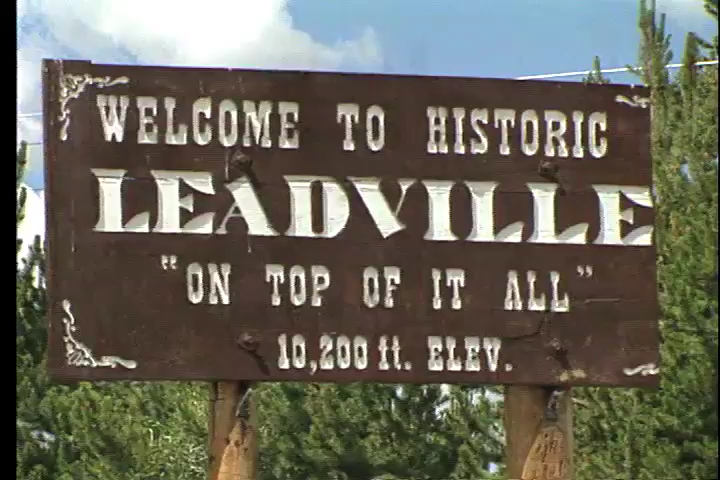 WELCOME TO HISTORIC
LEADVILLE
"ON TOP OF IT ALL"
10,200 ft. ELEV.